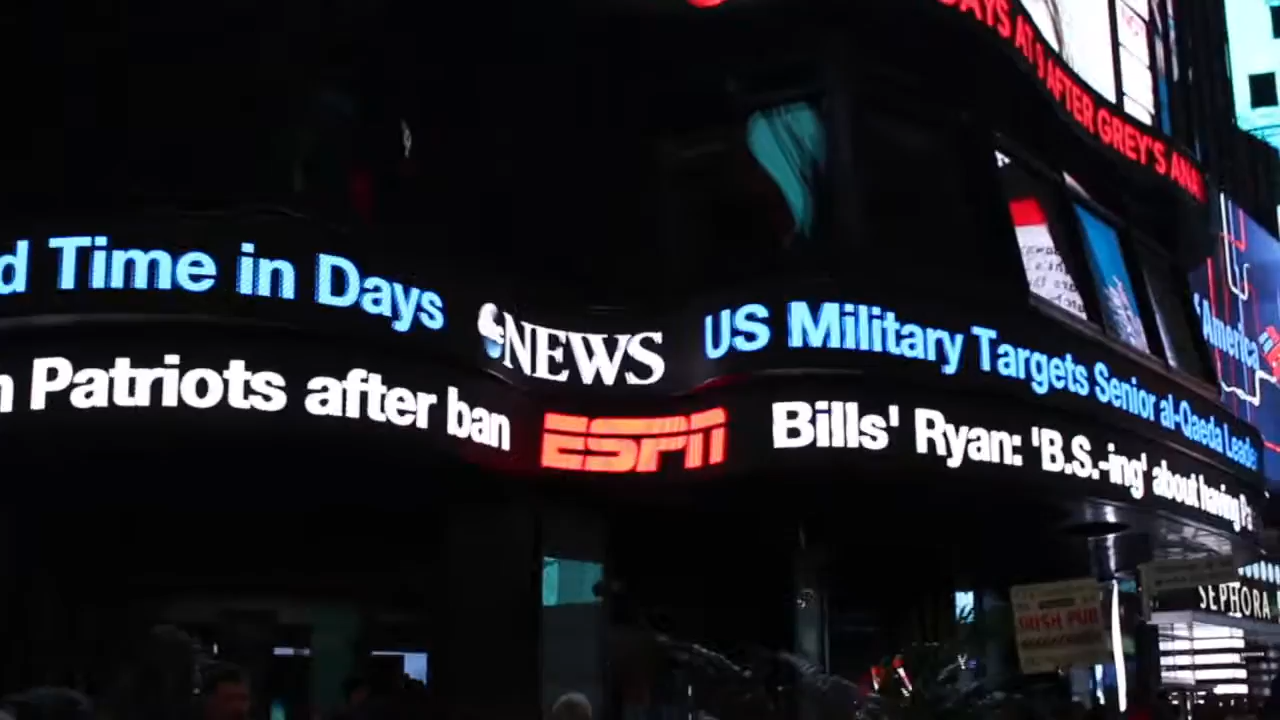 DAYS AT 9 AFTER GREY'S ANA
d Time in Days
NEWS
US Military Targets Senior al-Qaeda Leader
Patriots after ban
ESPN
Bills' Ryan: 'B.S.-ing' about having Pa
America
SEPHORA
IRISH PUB